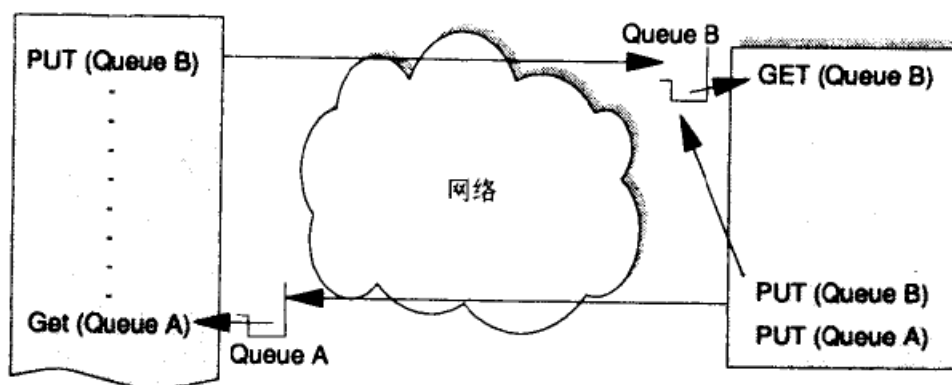 PUT (Queue B)
Queue B
GET (Queue B)
网络
Get (Queue A)
Queue A
PUT (Queue B)
PUT (Queue A)